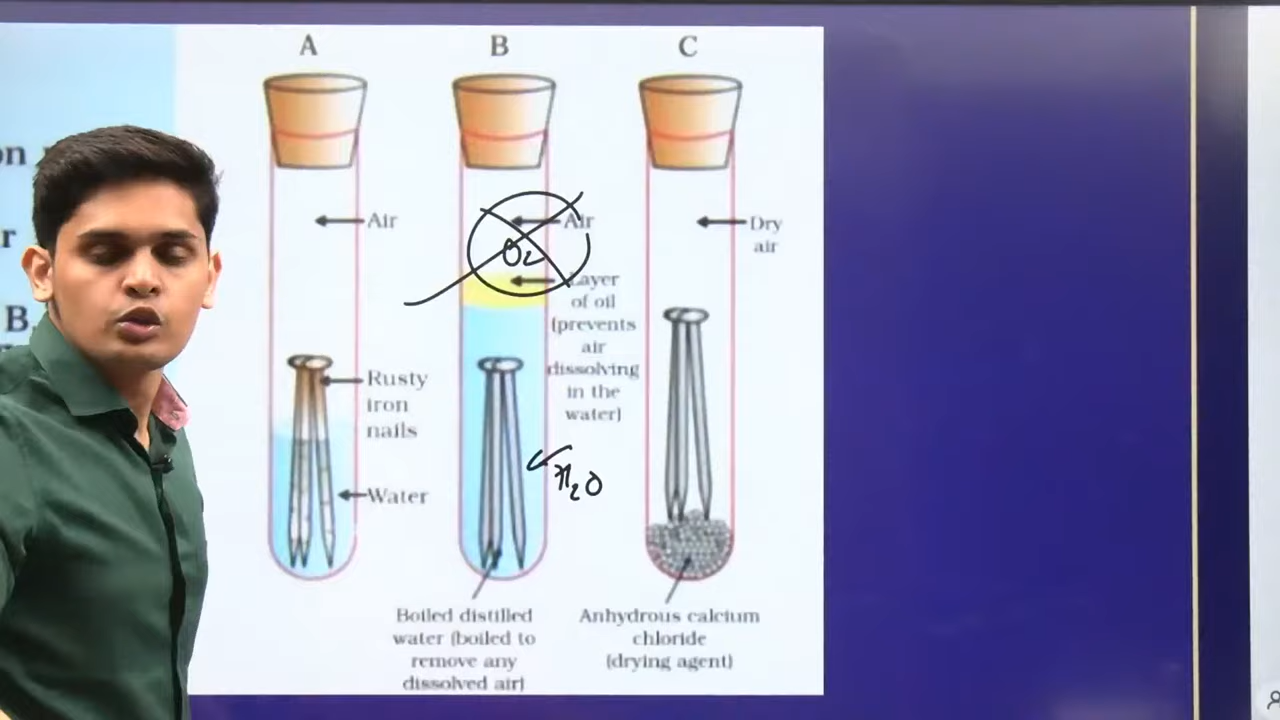 A
B
C
Air
Air
O₂
Dry
air
Layer
of oil
(prevents
air
dissolving
in the
water)
Rusty
iron
nails
H₂O
Water
Boiled distilled
water (boiled to
remove any
dissolved air)
Anhydrous calcium
chloride
(drying agent)
on
r
B